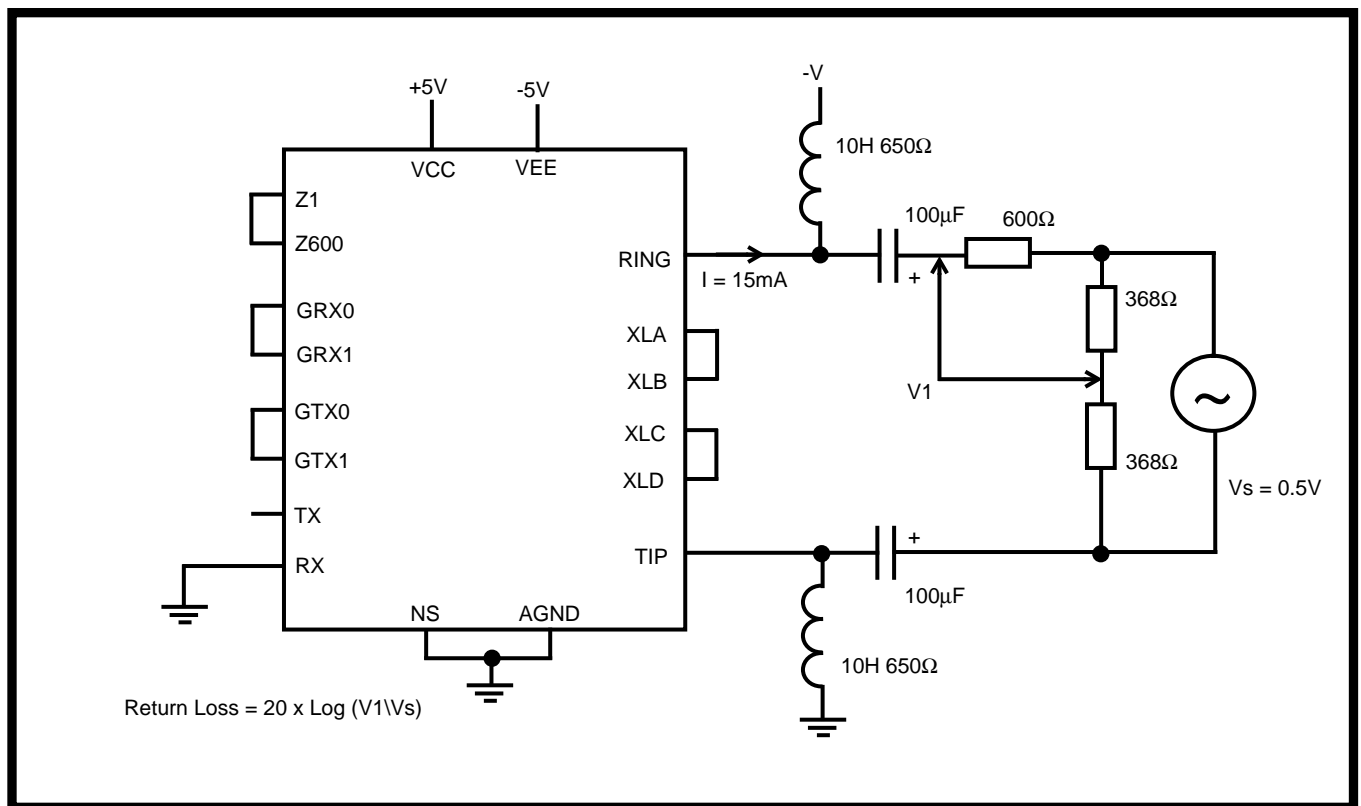 -V
+5V
-5V
10H 650Ω
VCC
VEE
Z1
Z600
100µF
600Ω
RING
+
I = 15mA
368Ω
GRX0
GRX1
XLA
XLB
V1
GTX0
GTX1
XLC
XLD
368Ω
Vs = 0.5V
TX
RX
TIP
+
100µF
NS
AGND
10H 650Ω
Return Loss = 20 x Log (V1\Vs)